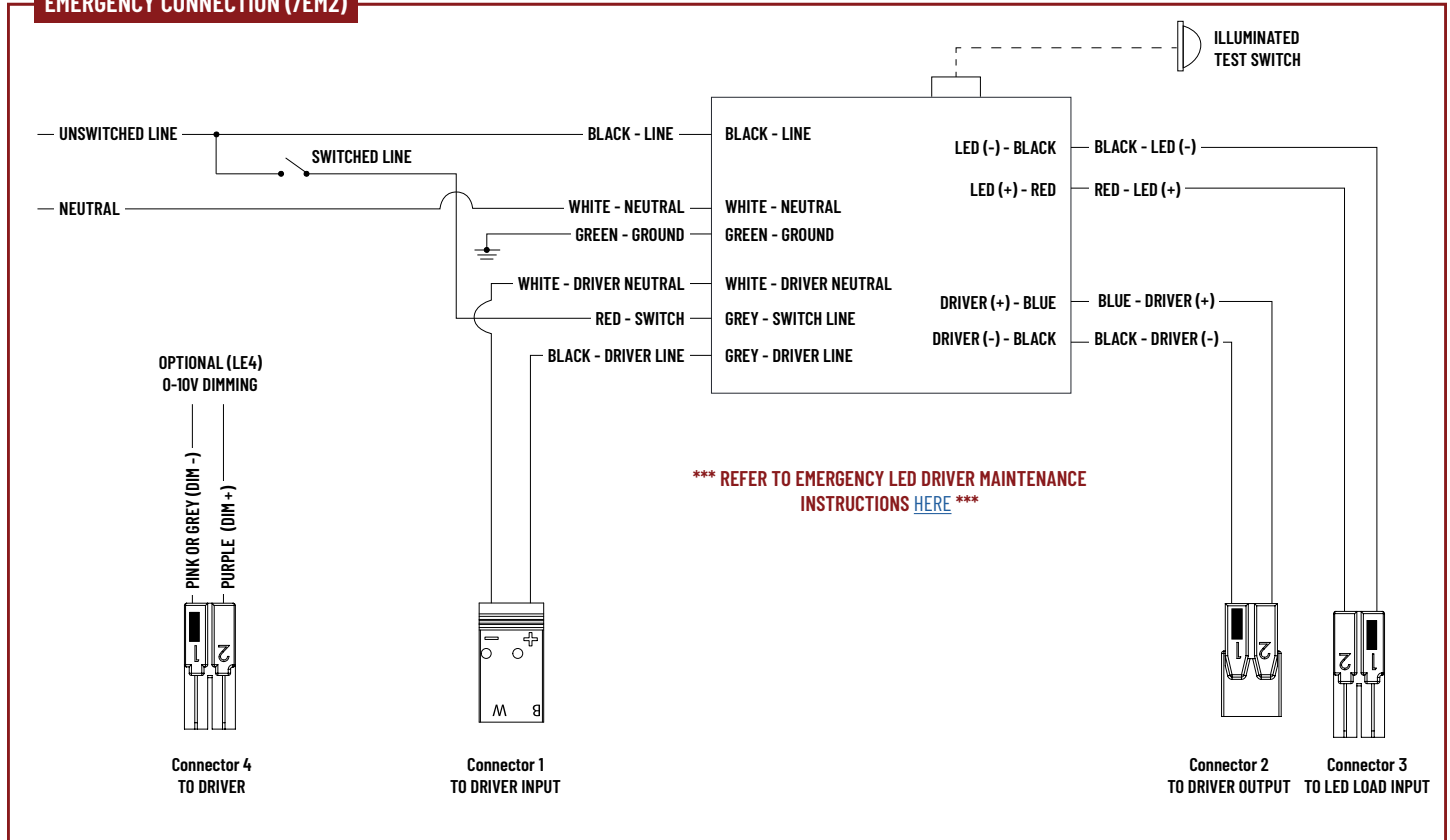 EMERGENCY CONNECTION (/EM2)
ILLUMINATED
TEST SWITCH
UNSWITCHED LINE
BLACK - LINE
BLACK - LINE
SWITCHED LINE
LED (-) - BLACK
BLACK - LED (-)
LED (+) - RED
RED - LED (+)
NEUTRAL
WHITE - NEUTRAL
WHITE - NEUTRAL
GREEN - GROUND
GREEN - GROUND
WHITE - DRIVER NEUTRAL
WHITE - DRIVER NEUTRAL
DRIVER (+) - BLUE
BLUE - DRIVER (+)
RED - SWITCH
GREY - SWITCH LINE
DRIVER (-) - BLACK
BLACK - DRIVER (-)
BLACK - DRIVER LINE
GREY - DRIVER LINE
OPTIONAL (LE4)
0-10V DIMMING
PINK OR GREY (DIM -)
PURPLE (DIM +)
*** REFER TO EMERGENCY LED DRIVER MAINTENANCE
INSTRUCTIONS HERE ***
1
2
- +
W B
1
2
2
1
Connector 4
TO DRIVER
Connector 1
TO DRIVER INPUT
Connector 2
TO DRIVER OUTPUT
Connector 3
TO LED LOAD INPUT